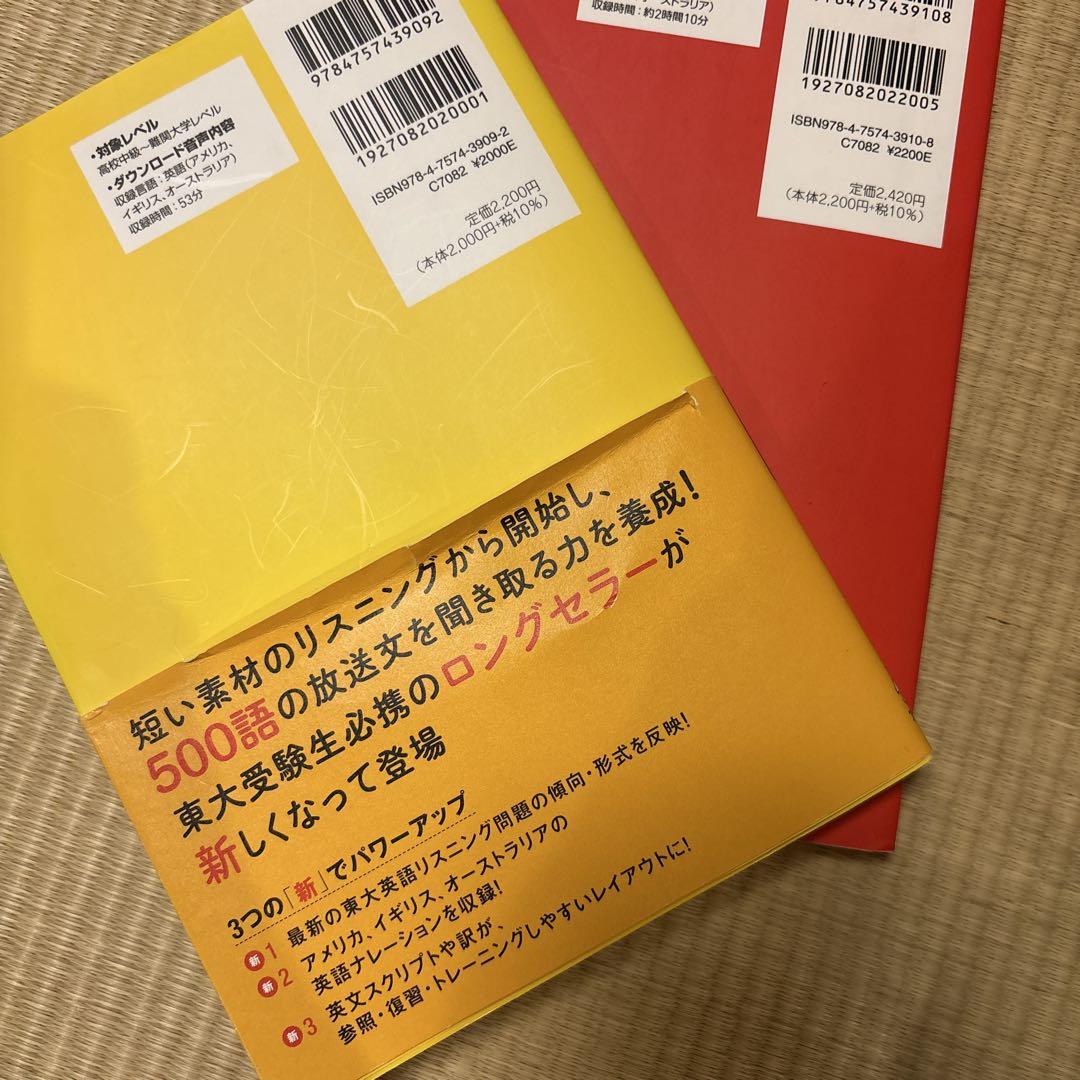 9784757439092
1927082020001
ISBN978-4-7574-3909-2
C7082 ¥2000E
定価2,200円
(本体2,000円+税10%)
・対象レベル
高校中級~難関大学レベル
・ダウンロード音声内容
収録言語:英語(アメリカ、
イギリス、オーストラリア)
収録時間:53分
ーストラリア)
収録時間:約2時間10分
9784757439108
1927082022005
ISBN978-4-7574-3910-8
C7082 ¥2200E
定価2,420円
(本体2,200円+税10%)
短い素材のリスニングから開始し、
500語の放送文を聞き取る力を養成!
東大受験生必携のロングセラーが
新しくなって登場
3つの「新」でパワーアップ
新1 最新の東大英語リスニング問題の傾向・形式を反映!
新2 アメリカ、イギリス、オーストラリアの
英語ナレーションを収録!
新3 英文スクリプトや訳が、
参照・復習・トレーニングしやすいレイアウトに!